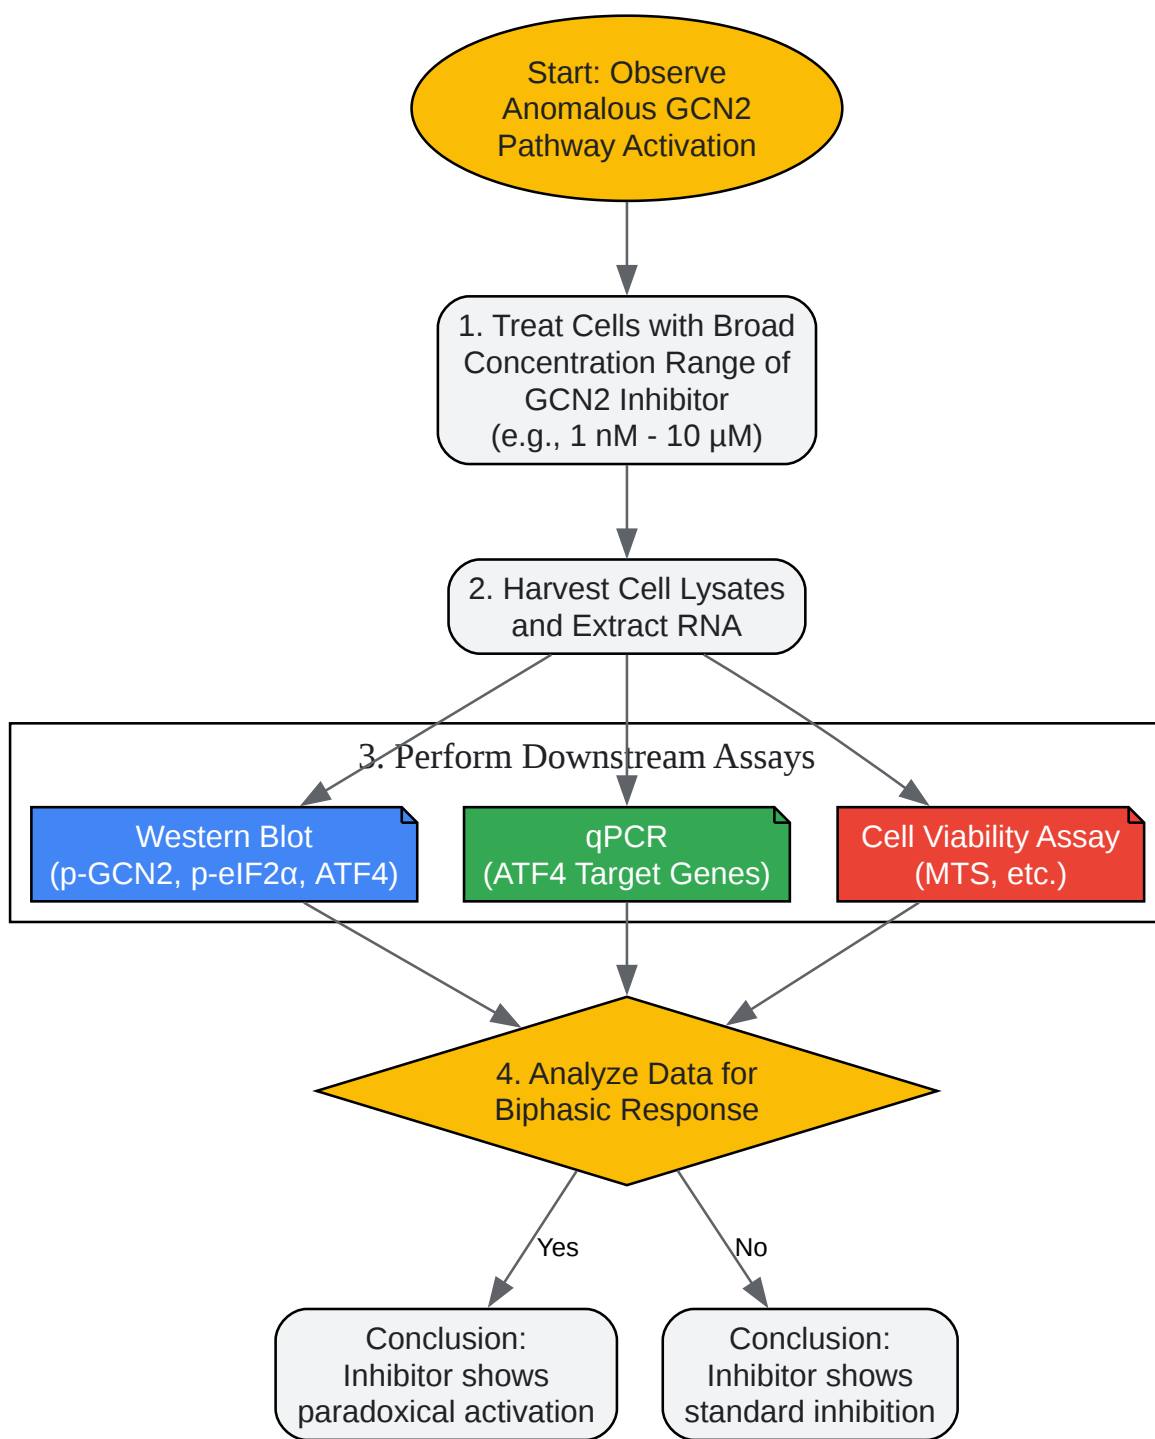 Start: Observe
Anomalous GCN2
Pathway Activation
1. Treat Cells with Broad
Concentration Range of
GCN2 Inhibitor
(e.g., 1 nM - 10 µM)
2. Harvest Cell Lysates
and Extract RNA
3. Perform Downstream Assays
Western Blot
(p-GCN2, p-eIF2α, ATF4)
qPCR
(ATF4 Target Genes)
Cell Viability Assay
(MTS, etc.)
4. Analyze Data for
Biphasic Response
Yes
No
Conclusion:
Inhibitor shows
paradoxical activation
Conclusion:
Inhibitor shows
standard inhibition